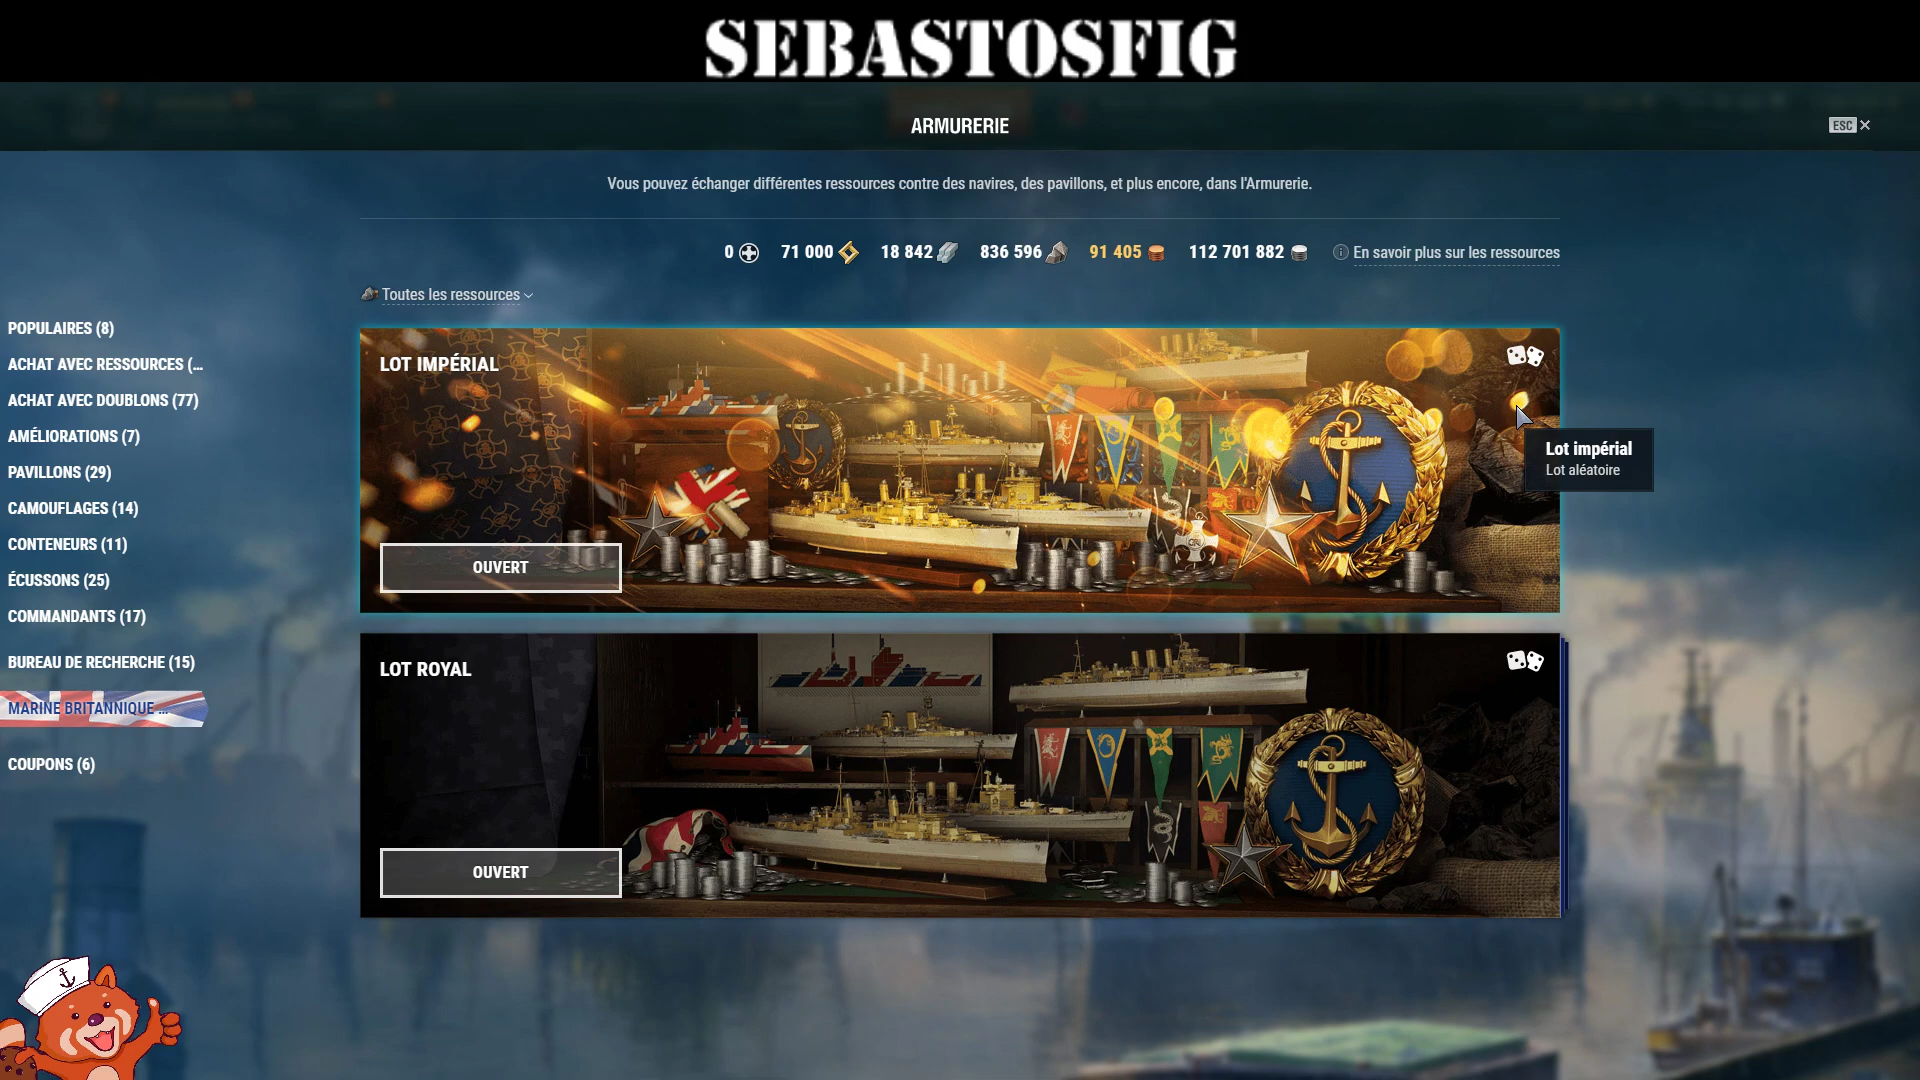 SEBASTOSFIG
ARMURERIE
ESC
Vous pouvez échanger différentes ressources contre des navires, des pavillons, et plus encore, dans l'Armurerie.
0 71 000 18 842 836 596 91 405 112 701 882 En savoir plus sur les ressources
Toutes les ressources
POPULAIRES (8)
ACHAT AVEC RESSOURCES (...
ACHAT AVEC DOUBLONS (77)
AMÉLIORATIONS (7)
PAVILLONS (29)
CAMOUFLAGES (14)
CONTENEURS (11)
ÉCUSSONS (25)
COMMANDANTS (17)
BUREAU DE RECHERCHE (15)
MARINE BRITANNIQUE ...
COUPONS (6)
LOT IMPÉRIAL
OUVERT
Lot impérial
Lot aléatoire
LOT ROYAL
OUVERT